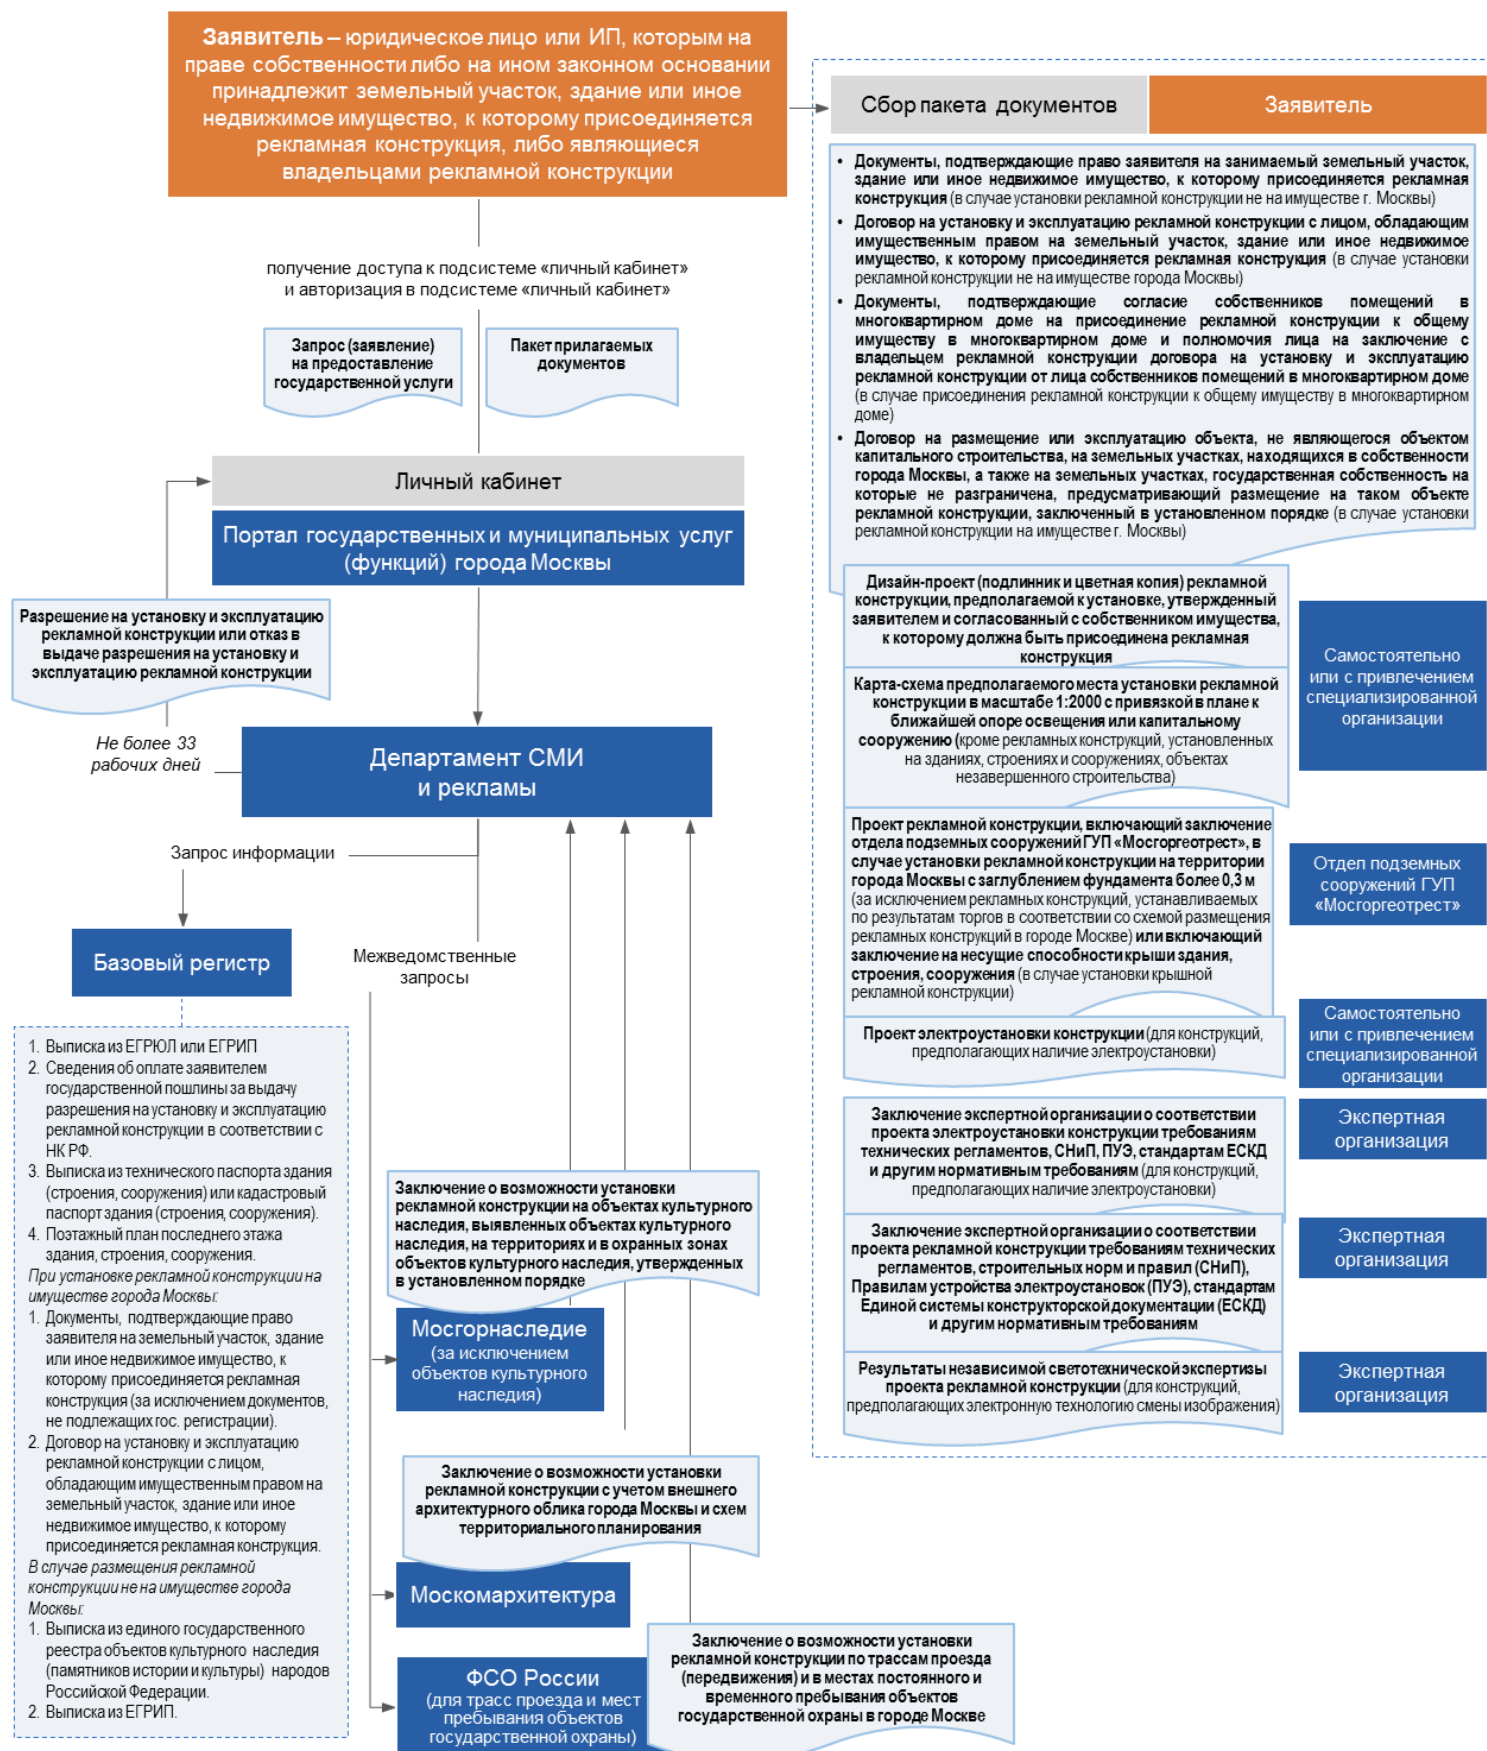 Заявитель – юридическое лицо или ИП, которым на
праве собственности либо на ином законном основании
принадлежит земельный участок, здание или иное
недвижимое имущество, к которому присоединяется
рекламная конструкция, либо являющиеся
владельцами рекламной конструкции
получение доступа к подсистеме «личный кабинет»
и авторизация в подсистеме «личный кабинет»
Запрос (заявление)
на предоставление
государственной услуги
Пакет прилагаемых
документов
Личный кабинет
Портал государственных и муниципальных услуг
(функций) города Москвы
Разрешение на установку и эксплуатацию
рекламной конструкции или отказ в
выдаче разрешения на установку и
эксплуатацию рекламной конструкции
Не более 33
рабочих дней
Департамент СМИ
и рекламы
Запрос информации
Межведомственные
запросы
Базовый регистр
1. Выписка из ЕГРЮЛ или ЕГРИП
2. Сведения об оплате заявителем
государственной пошлины за выдачу
разрешения на установку и эксплуатацию
рекламной конструкции в соответствии с
НК РФ.
3. Выписка из технического паспорта здания
(строения, сооружения) или кадастровый
паспорт здания (строения, сооружения).
4. Поэтажный план последнего этажа
здания, строения, сооружения.
При установке рекламной конструкции на
имуществе города Москвы:
1. Документы, подтверждающие право
заявителя на земельный участок, здание
или иное недвижимое имущество, к
которому присоединяется рекламная
конструкция (за исключением документов,
не подлежащих гос. регистрации).
2. Договор на установку и эксплуатацию
рекламной конструкции с лицом,
обладающим имущественным правом на
земельный участок, здание или иное
недвижимое имущество, к которому
присоединяется рекламная конструкция.
В случае размещения рекламной
конструкции не на имуществе города
Москвы:
1. Выписка из единого государственного
реестра объектов культурного наследия
(памятников истории и культуры) народов
Российской Федерации.
2. Выписка из ЕГРИП.
Заключение о возможности установки
рекламной конструкции на объектах культурного
наследия, выявленных объектах культурного
наследия, на территориях и в охранных зонах
объектов культурного наследия, утвержденных
в установленном порядке
Мосгорнаследие
(за исключением
объектов культурного
наследия)
Заключение о возможности установки
рекламной конструкции с учетом внешнего
архитектурного облика города Москвы и схем
территориального планирования
Москомархитектура
ФСО России
(для трасс проезда и мест
пребывания объектов
государственной охраны)
Заключение о возможности установки
рекламной конструкции по трассам проезда
(передвижения) и в местах постоянного и
временного пребывания объектов
государственной охраны в городе Москве
Сбор пакета документов
Заявитель
• Документы, подтверждающие право заявителя на занимаемый земельный участок,
здание или иное недвижимое имущество, к которому присоединяется рекламная
конструкция (в случае установки рекламной конструкции не на имуществе г. Москвы)
• Договор на установку и эксплуатацию рекламной конструкции с лицом, обладающим
имущественным правом на земельный участок, здание или иное недвижимое
имущество, к которому присоединяется рекламная конструкция (в случае установки
рекламной конструкции не на имуществе города Москвы)
• Документы, подтверждающие согласие собственников помещений в
многоквартирном доме на присоединение рекламной конструкции к общему
имуществу в многоквартирном доме и полномочия лица на заключение с
владельцем рекламной конструкции договора на установку и эксплуатацию
рекламной конструкции от лица собственников помещений в многоквартирном доме
(в случае присоединения рекламной конструкции к общему имуществу в многоквартирном
доме)
• Договор на размещение или эксплуатацию объекта, не являющегося объектом
капитального строительства, на земельных участках, находящихся в собственности
города Москвы, а также на земельных участках, государственная собственность на
которые не разграничена, предусматривающий размещение на таком объекте
рекламной конструкции, заключенный в установленном порядке (в случае установки
рекламной конструкции на имуществе г. Москвы)
Дизайн-проект (подлинник и цветная копия) рекламной
конструкции, предполагаемой к установке, утвержденный
заявителем и согласованный с собственником имущества,
к которому должна быть присоединена рекламная
конструкция
Карта-схема предполагаемого места установки рекламной
конструкции в масштабе 1:2000 с привязкой в плане к
ближайшей опоре освещения или капитальному
сооружению (кроме рекламных конструкций, установленных
на зданиях, строениях и сооружениях, объектах
незавершенного строительства)
Самостоятельно
или с привлечением
специализированной
организации
Проект рекламной конструкции, включающий заключение
отдела подземных сооружений ГУП «Мосгоргеотрест», в
случае установки рекламной конструкции на территории
города Москвы с заглублением фундамента более 0,3 м
(за исключением рекламных конструкций, устанавливаемых
по результатам торгов в соответствии со схемой размещения
рекламных конструкций в городе Москве) или включающий
заключение на несущие способности крыши здания,
строения, сооружения (в случае установки крышной
рекламной конструкции)
Отдел подземных
сооружений ГУП
«Мосгоргеотрест»
Проект электроустановки конструкции (для конструкций,
предполагающих наличие электроустановки)
Самостоятельно
или с привлечением
специализированной
организации
Заключение экспертной организации о соответствии
проекта электроустановки конструкции требованиям
технических регламентов, СНиП, ПУЭ, стандартам ЕСКД
и другим нормативным требованиям (для конструкций,
предполагающих наличие электроустановки)
Экспертная
организация
Заключение экспертной организации о соответствии
проекта рекламной конструкции требованиям технических
регламентов, строительных норм и правил (СНиП),
Правилам устройства электроустановок (ПУЭ), стандартам
Единой системы конструкторской документации (ЕСКД)
и другим нормативным требованиям
Экспертная
организация
Результаты независимой светотехнической экспертизы
проекта рекламной конструкции (для конструкций,
предполагающих электронную технологию смены изображения)
Экспертная
организация